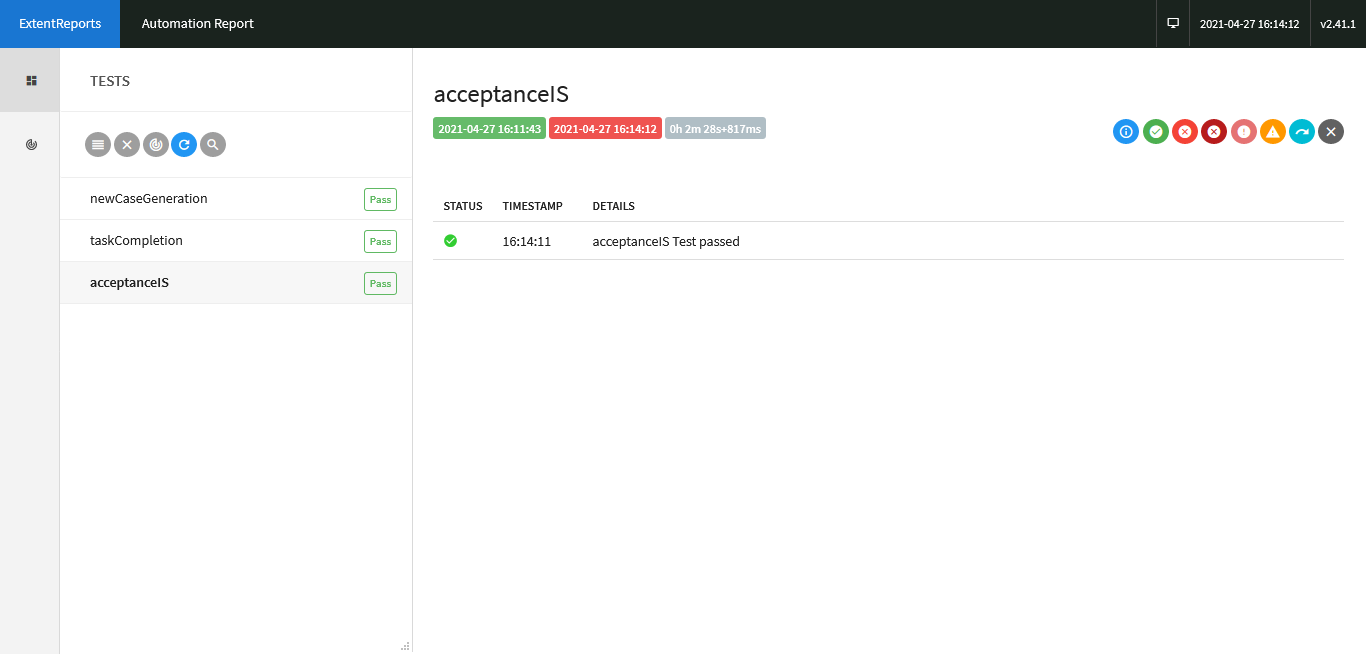 ExtentReports Automation Report 2021-04-27 16:14:12 v2.41.1
TESTS
newCaseGeneration Pass
taskCompletion Pass
acceptanceIS Pass
acceptanceIS
2021-04-27 16:11:43 2021-04-27 16:14:12 0h 2m 28s+817ms
STATUS TIMESTAMP DETAILS
16:14:11 acceptanceIS Test passed